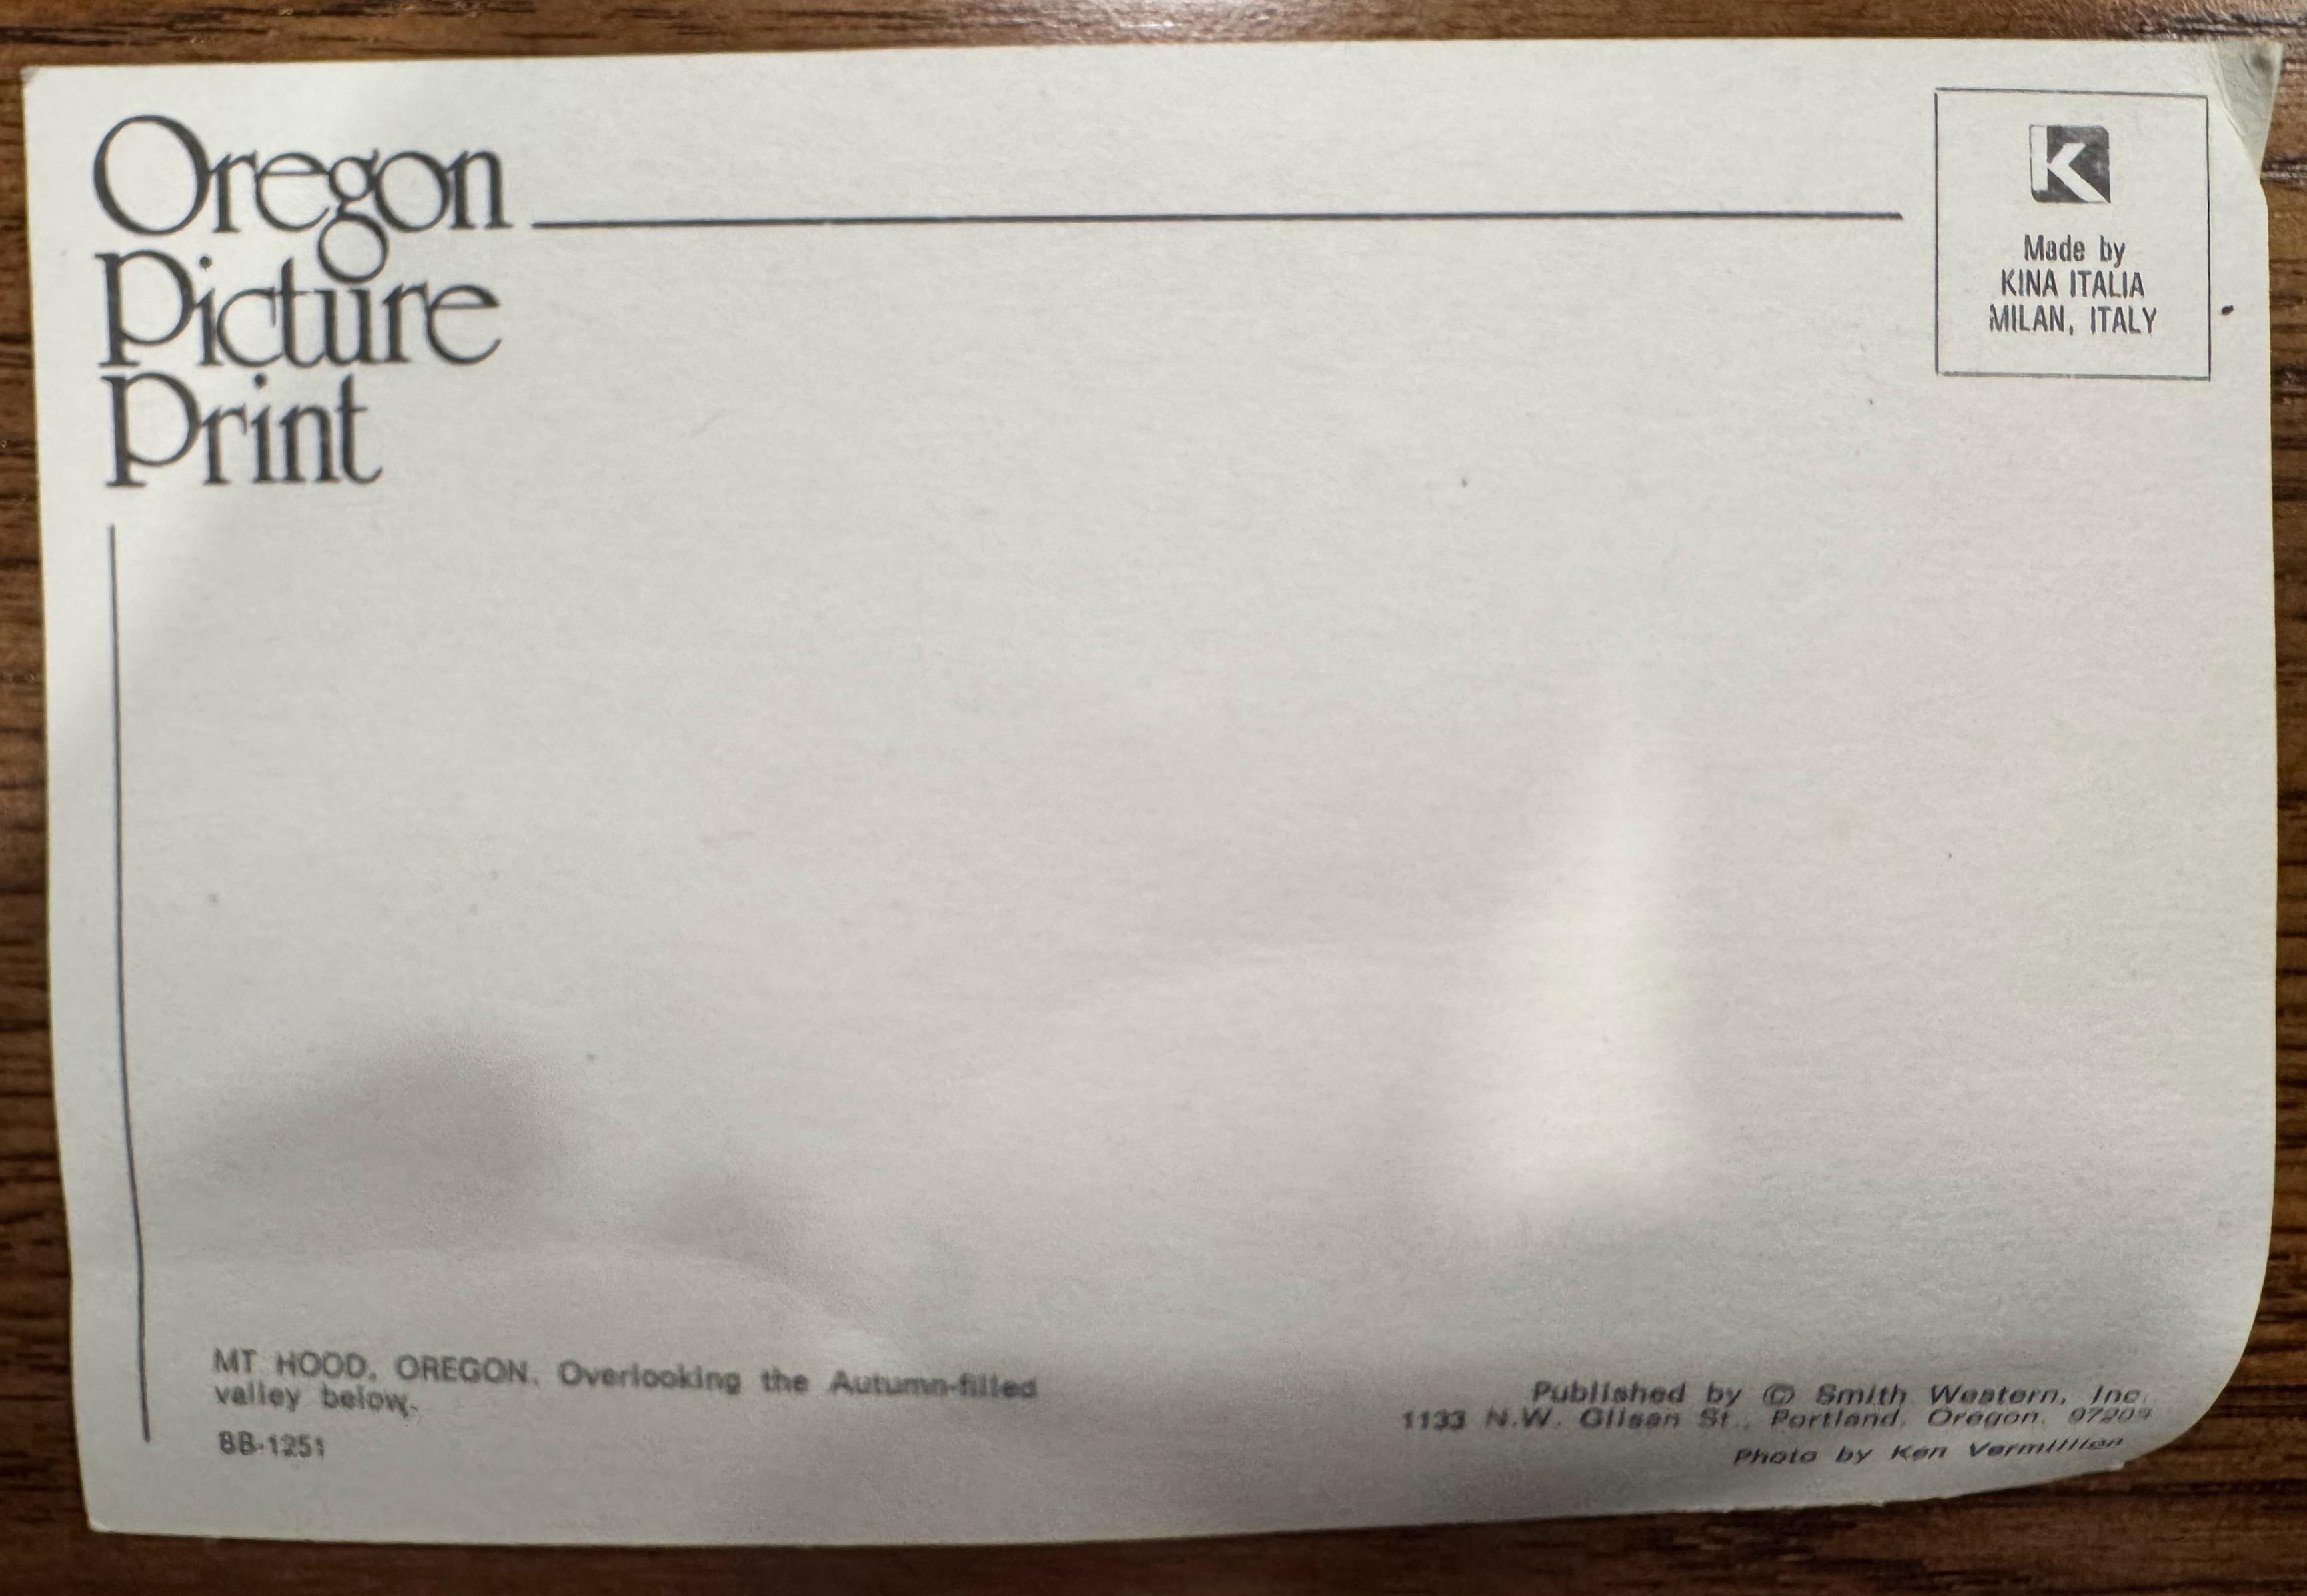 Oregon
Picture
Print
K
Made by
KINA ITALIA
MILAN, ITALY
MT HOOD, OREGON. Overlooking the Autumn-filled
valley below.
BB-1251
Published by © Smith Western, Inc.
1133 N.W. Glisan St., Portland, Oregon. 97209
Photo by Ken Vermillion